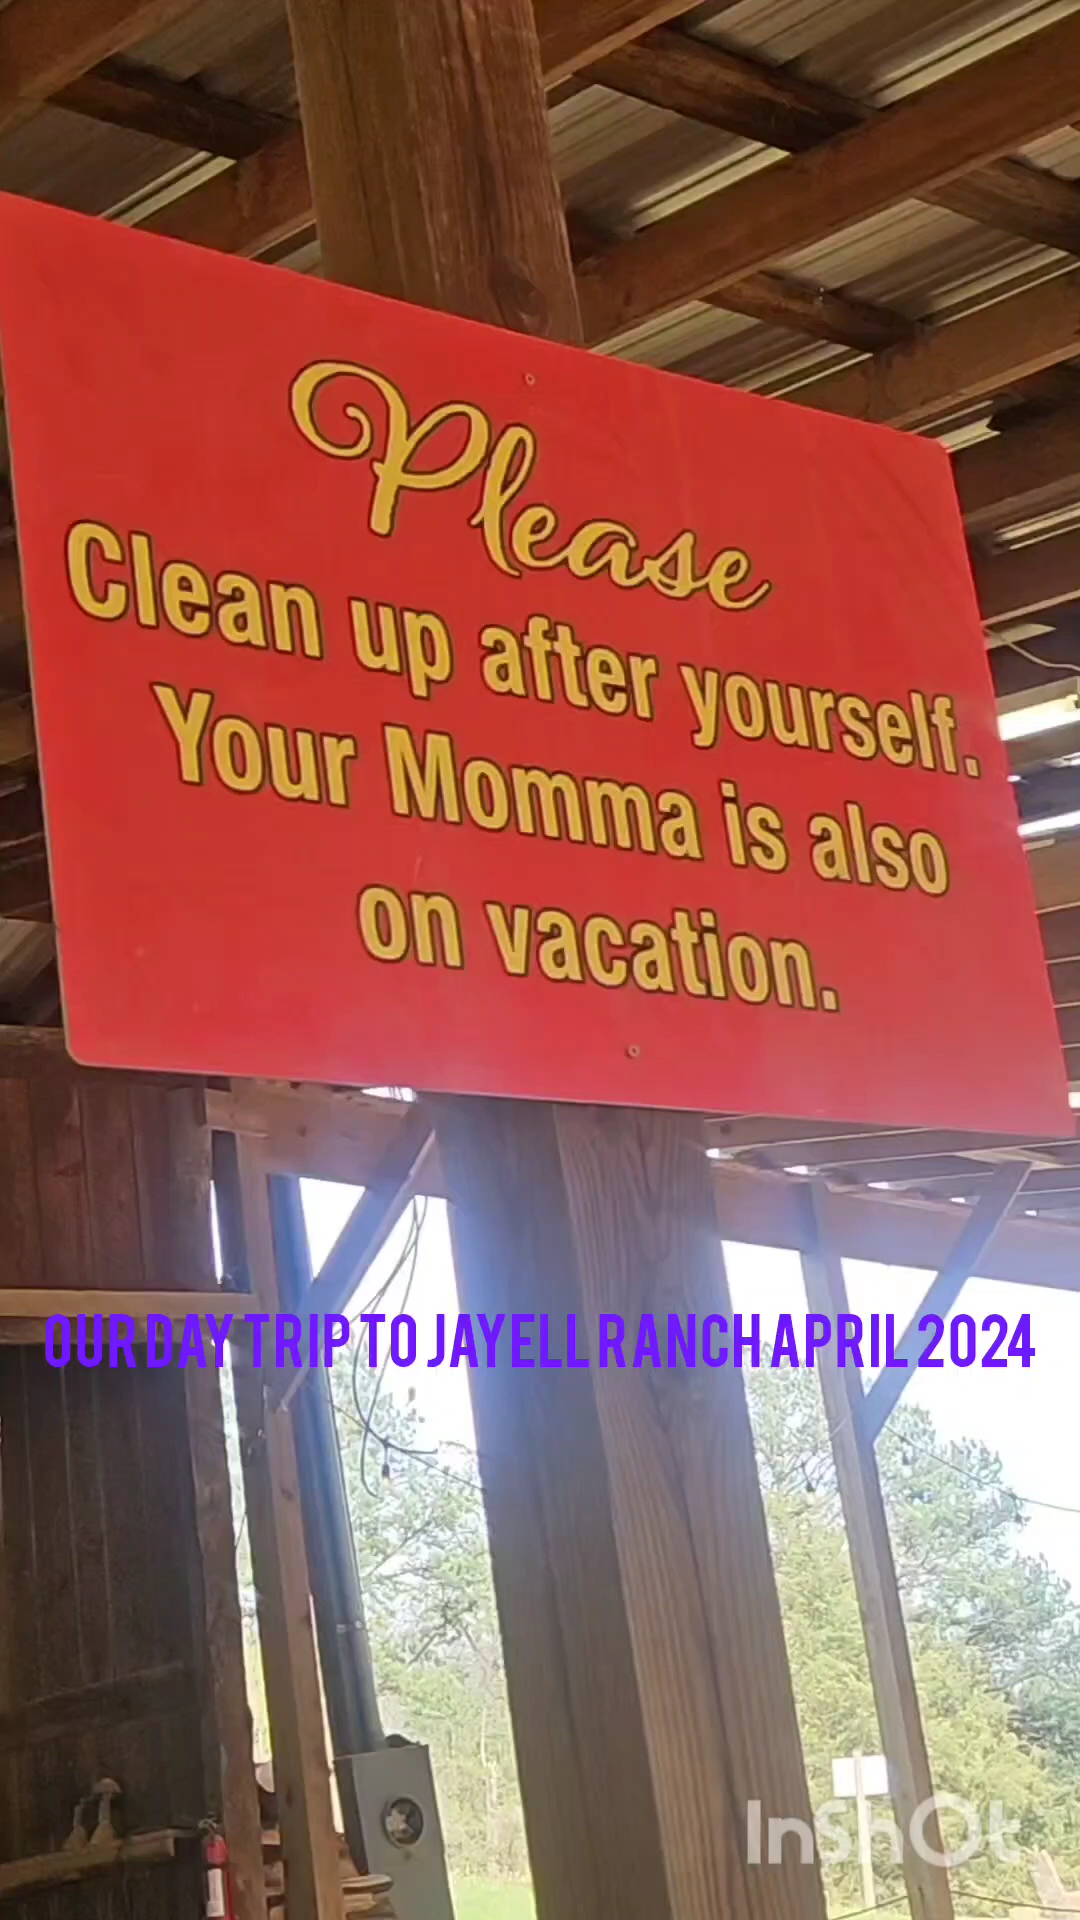 Please
Clean up after yourself.
Your Momma is also
on vacation.
OUR DAY TRIP TO JAYELL RANCH APRIL 2024
InShOt